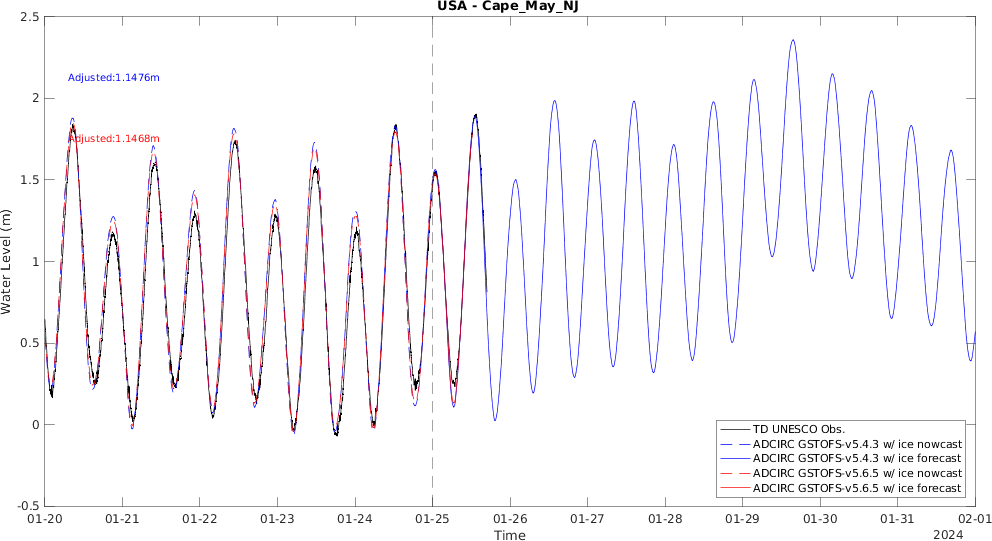 USA - Cape_May_NJ
2.5
2
1.5
1
0.5
0
-0.5
Water Level (m)
Adjusted:1.1476m
Adjusted:1.1468m
TD UNESCO Obs.
ADCIRC GSTOFS-v5.4.3 w/ ice nowcast
ADCIRC GSTOFS-v5.4.3 w/ ice forecast
ADCIRC GSTOFS-v5.6.5 w/ ice nowcast
ADCIRC GSTOFS-v5.6.5 w/ ice forecast
01-20 01-21 01-22 01-23 01-24 01-25 01-26 01-27 01-28 01-29 01-30 01-31 02-01
Time
2024